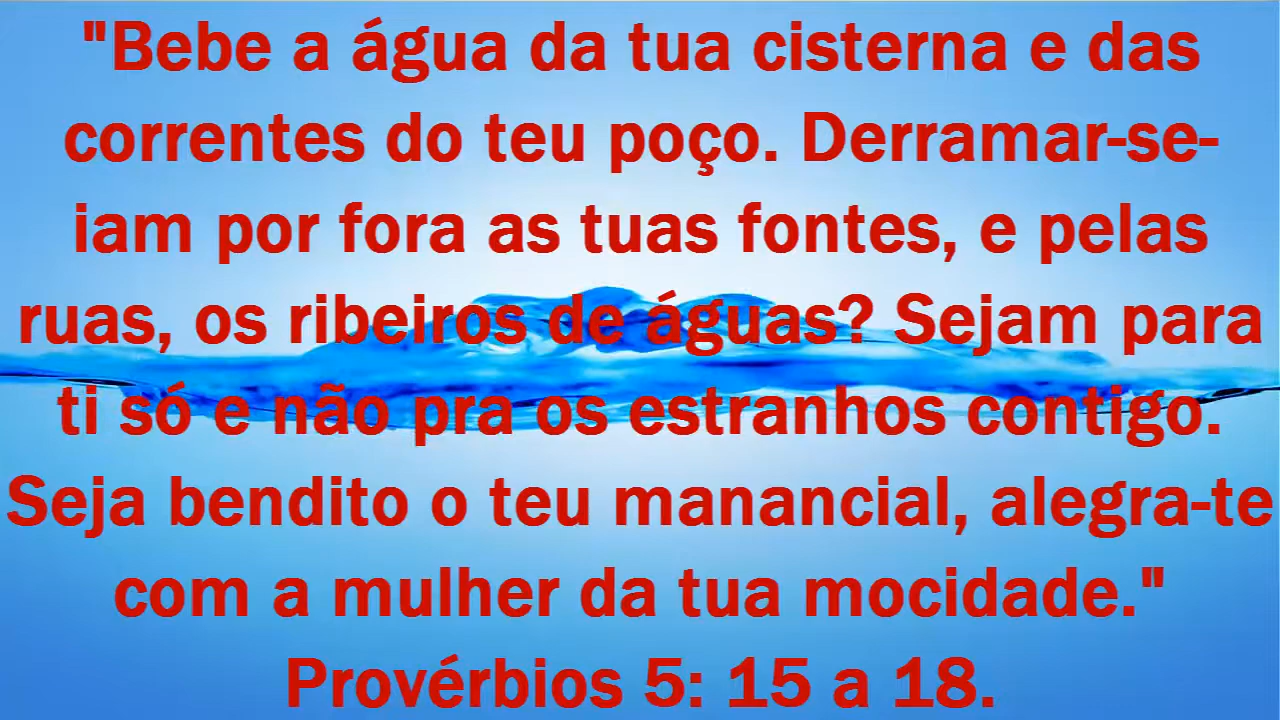 "Bebe a água da tua cisterna e das
correntes do teu poço. Derramar-se-
iam por fora as tuas fontes, e pelas
ruas, os ribeiros de águas? Sejam para
ti só e não pra os estranhos contigo.
Seja bendito o teu manancial, alegra-te
com a mulher da tua mocidade."
Provérbios 5: 15 a 18.